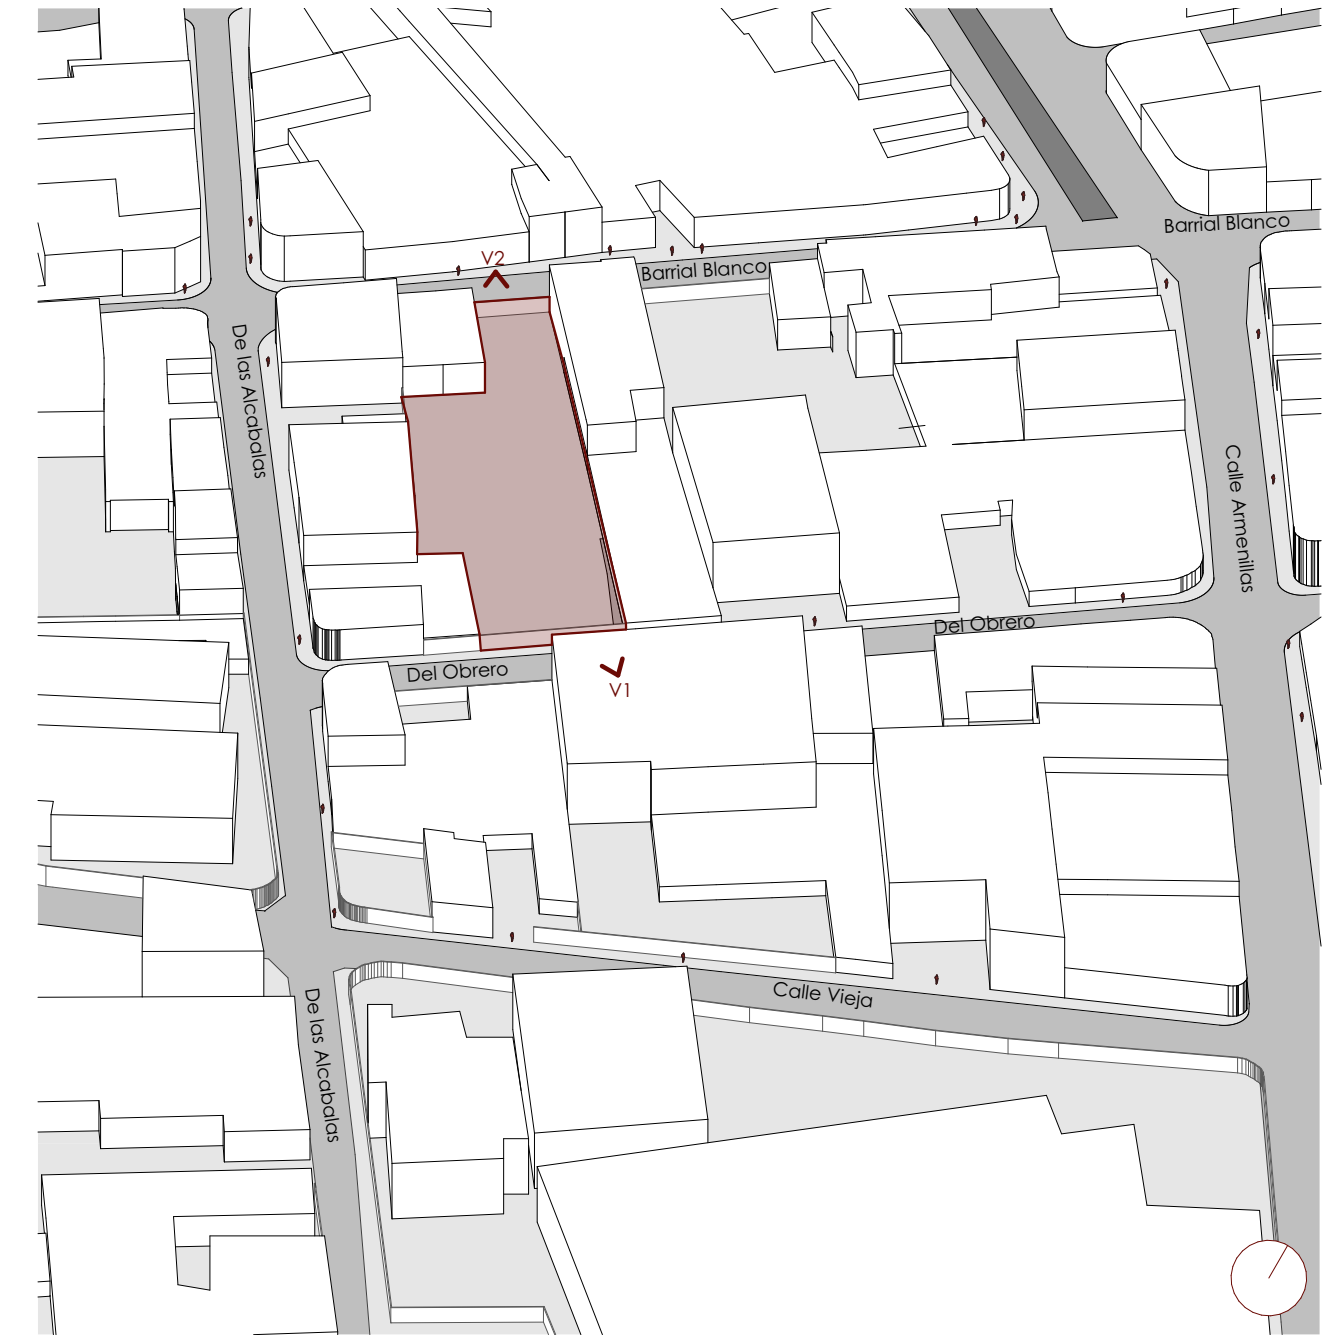 Barrial Blanco
V2
Barrial Blanco
De las Alcabalas
Calle Armenillas
Del Obrero
Del Obrero
V1
Calle Vieja
De las Alcabalas